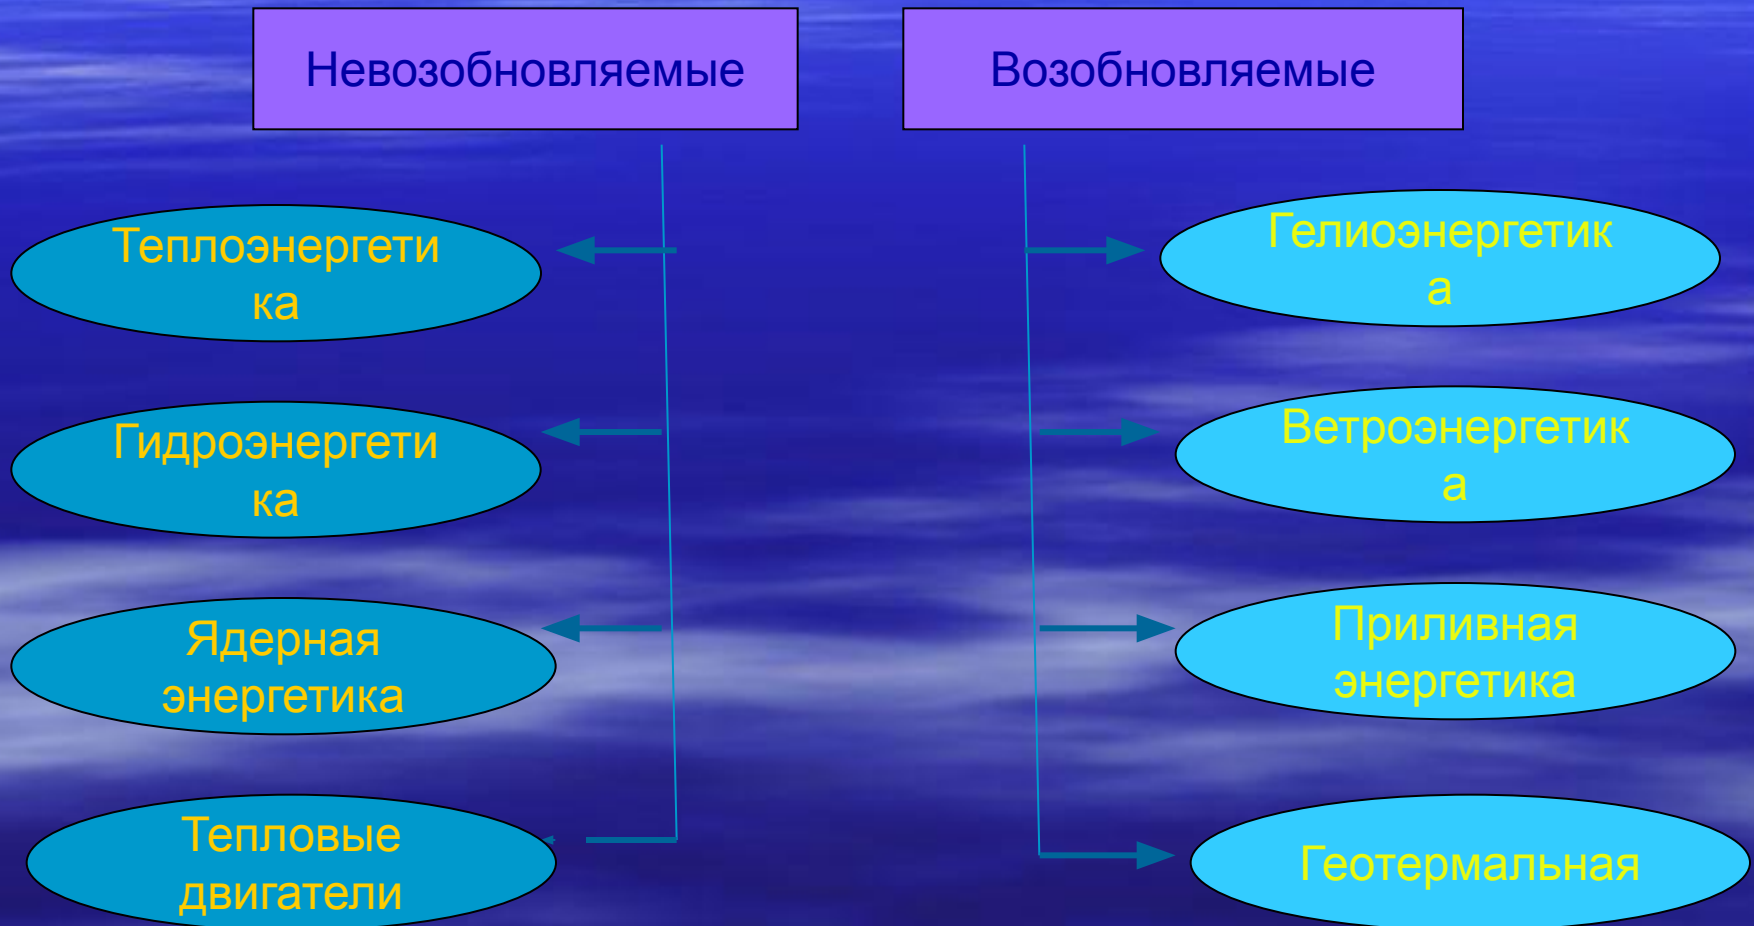 Невозобновляемые
Возобновляемые
Теплоэнергети
ка
Гидроэнергети
ка
Ядерная
энергетика
Тепловые
двигатели
Гелиоэнергетик
а
Ветроэнергетик
а
Приливная
энергетика
Геотермальная